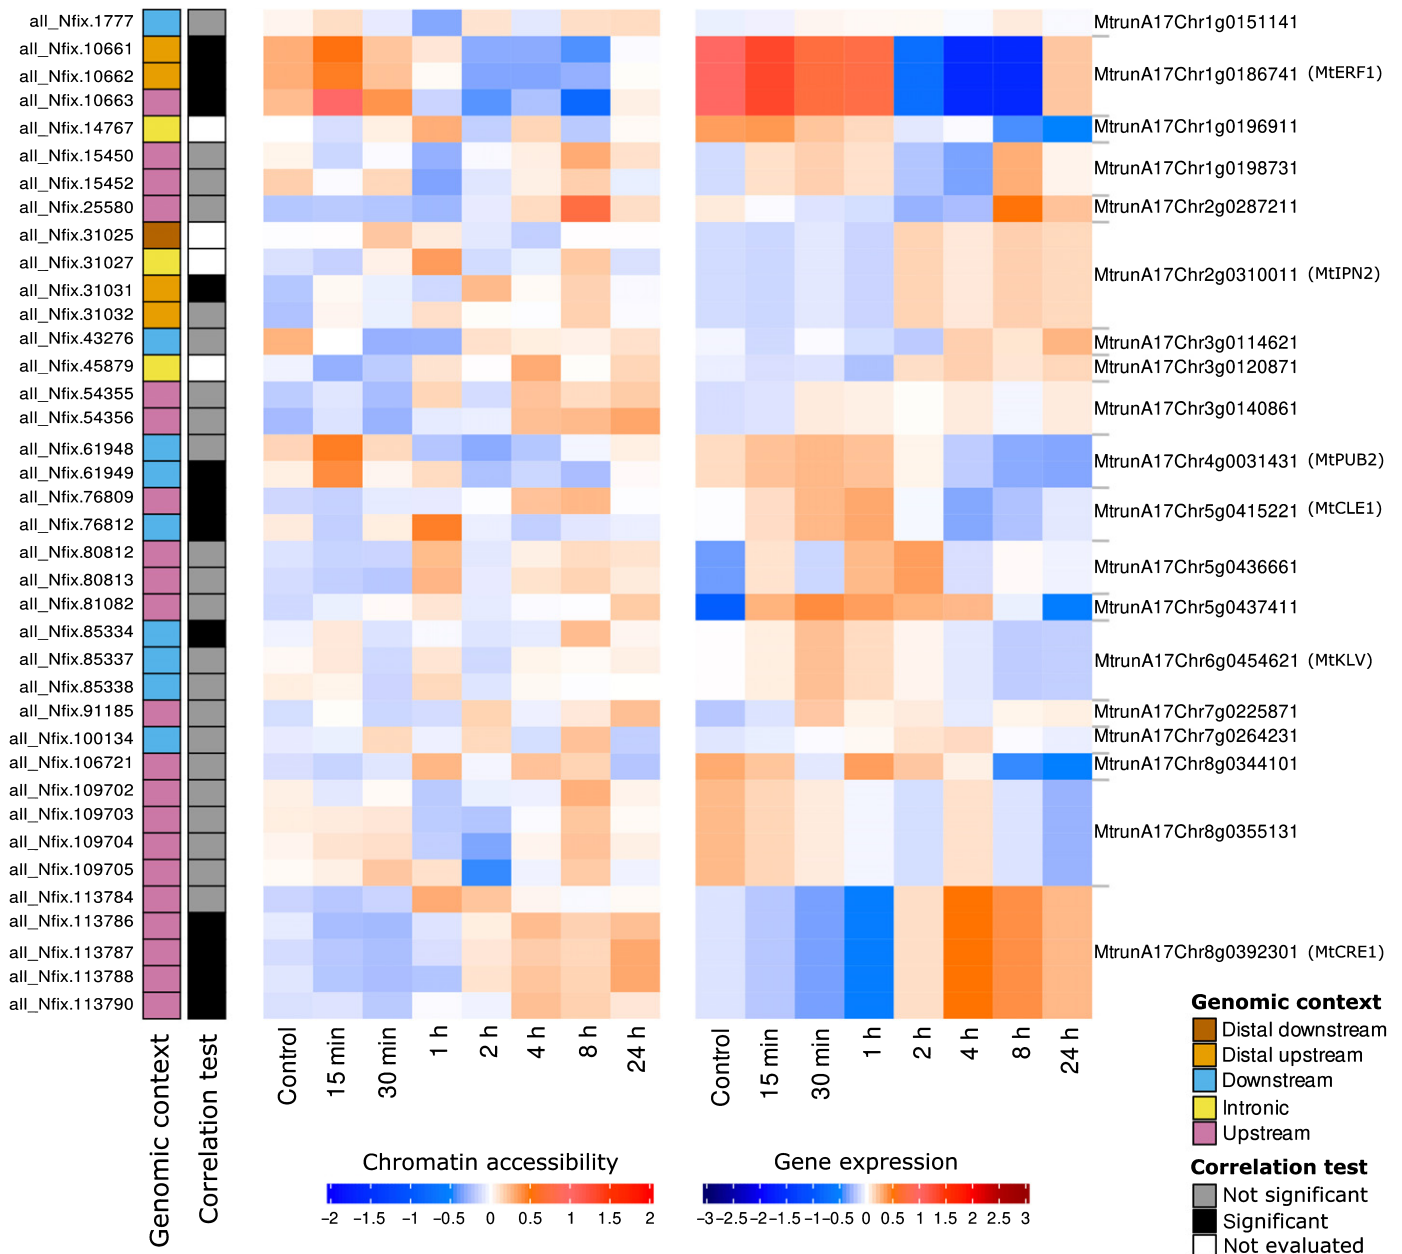 all_Nfix.1777
all_Nfix.10661
all_Nfix.10662
all_Nfix.10663
all_Nfix.14767
all_Nfix.15450
all_Nfix.15452
all_Nfix.25580
all_Nfix.31025
all_Nfix.31027
all_Nfix.31031
all_Nfix.31032
all_Nfix.43276
all_Nfix.45879
all_Nfix.54355
all_Nfix.54356
all_Nfix.61948
all_Nfix.61949
all_Nfix.76809
all_Nfix.76812
all_Nfix.80812
all_Nfix.80813
all_Nfix.81082
all_Nfix.85334
all_Nfix.85337
all_Nfix.85338
all_Nfix.91185
all_Nfix.100134
all_Nfix.106721
all_Nfix.109702
all_Nfix.109703
all_Nfix.109704
all_Nfix.109705
all_Nfix.113784
all_Nfix.113786
all_Nfix.113787
all_Nfix.113788
all_Nfix.113790
MtrunA17Chr1g0151141
MtrunA17Chr1g0186741 (MtERF1)
MtrunA17Chr1g0196911
MtrunA17Chr1g0198731
MtrunA17Chr2g0287211
MtrunA17Chr2g0310011 (MtIPN2)
MtrunA17Chr3g0114621
MtrunA17Chr3g0120871
MtrunA17Chr3g0140861
MtrunA17Chr4g0031431 (MtPUB2)
MtrunA17Chr5g0415221 (MtCLE1)
MtrunA17Chr5g0436661
MtrunA17Chr5g0437411
MtrunA17Chr6g0454621 (MtKLV)
MtrunA17Chr7g0225871
MtrunA17Chr7g0264231
MtrunA17Chr8g0344101
MtrunA17Chr8g0355131
MtrunA17Chr8g0392301 (MtCRE1)
Genomic context
Correlation test
Control 15 min 30 min 1 h 2 h 4 h 8 h 24 h
Control 15 min 30 min 1 h 2 h 4 h 8 h 24 h
Chromatin accessibility
−2 −1.5 −1 −0.5 0 0.5 1 1.5 2
Gene expression
−3 −2.5 −2 −1.5 −1 −0.5 0 0.5 1 1.5 2 2.5 3
Genomic context
Distal downstream
Distal upstream
Downstream
Intronic
Upstream
Correlation test
Not significant
Significant
Not evaluated